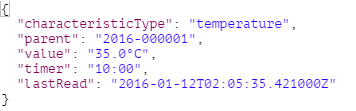 {
"characteristicType": "temperature",
"parent": "2016-000001",
"value": "35.0°C",
"timer": "10:00",
"lastRead": "2016-01-12T02:05:35.421000Z"
}